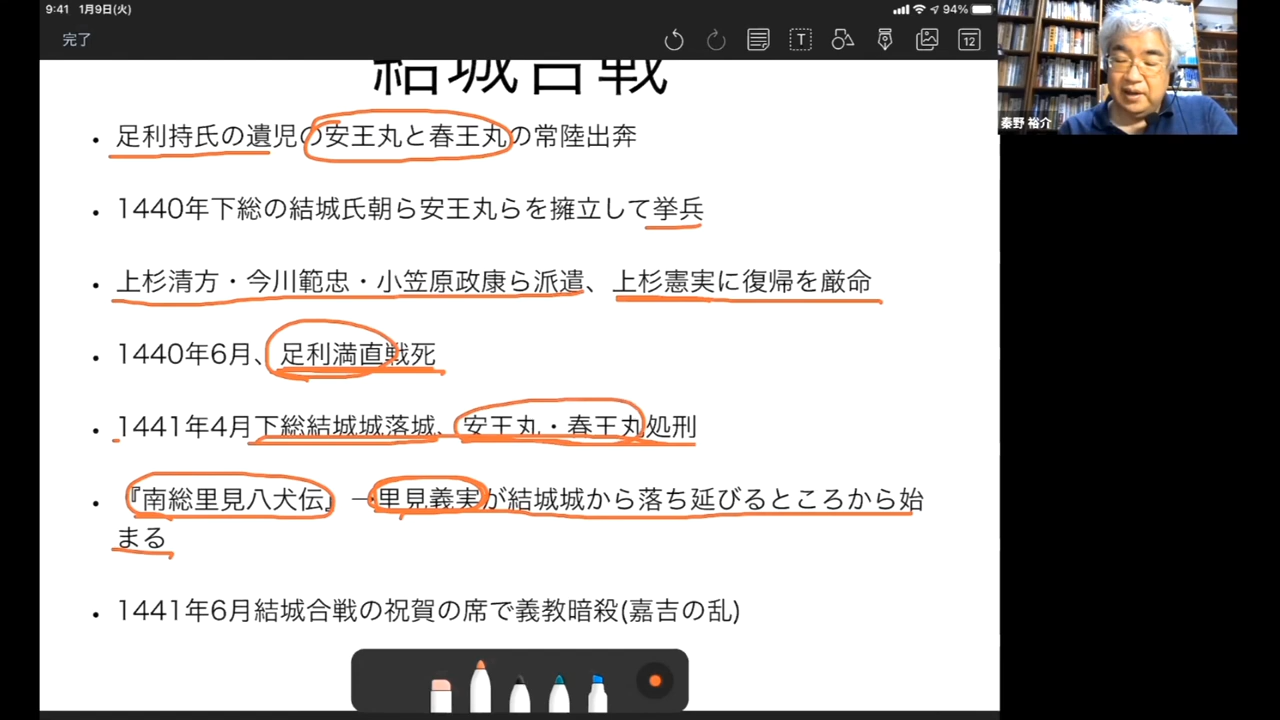 9:41 1月9日(火)
94%
完了
T
12
結城合戦
秦野 裕介
• 足利持氏の遺児の安王丸と春王丸の常陸出奔
• 1440年下総の結城氏朝ら安王丸らを擁立して挙兵
• 上杉清方・今川範忠・小笠原政康ら派遣、上杉憲実に復帰を厳命
• 1440年6月、足利満直戦死
• 1441年4月下総結城城落城、安王丸・春王丸処刑
• 『南総里見八犬伝』→里見義実が結城城から落ち延びるところから始
まる
• 1441年6月結城合戦の祝賀の席で義教暗殺(嘉吉の乱)